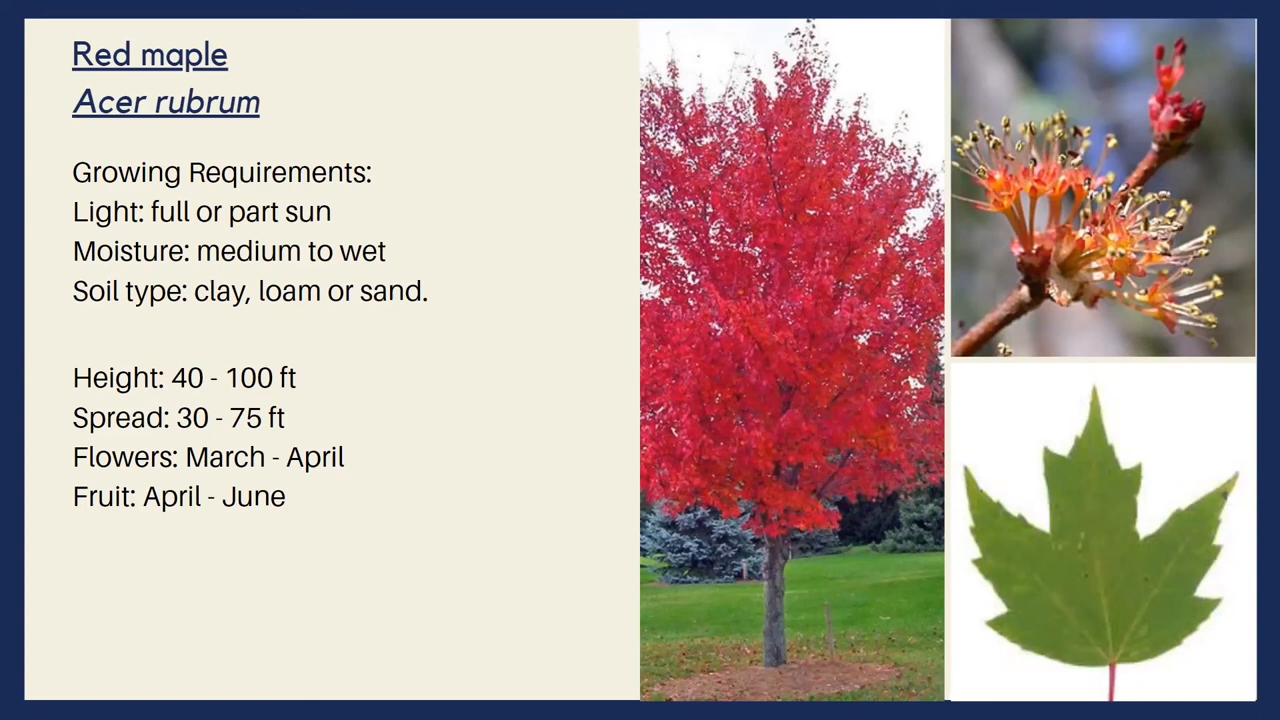 Red maple
Acer rubrum
Growing Requirements:
Light: full or part sun
Moisture: medium to wet
Soil type: clay, loam or sand.
Height: 40 - 100 ft
Spread: 30 - 75 ft
Flowers: March - April
Fruit: April - June